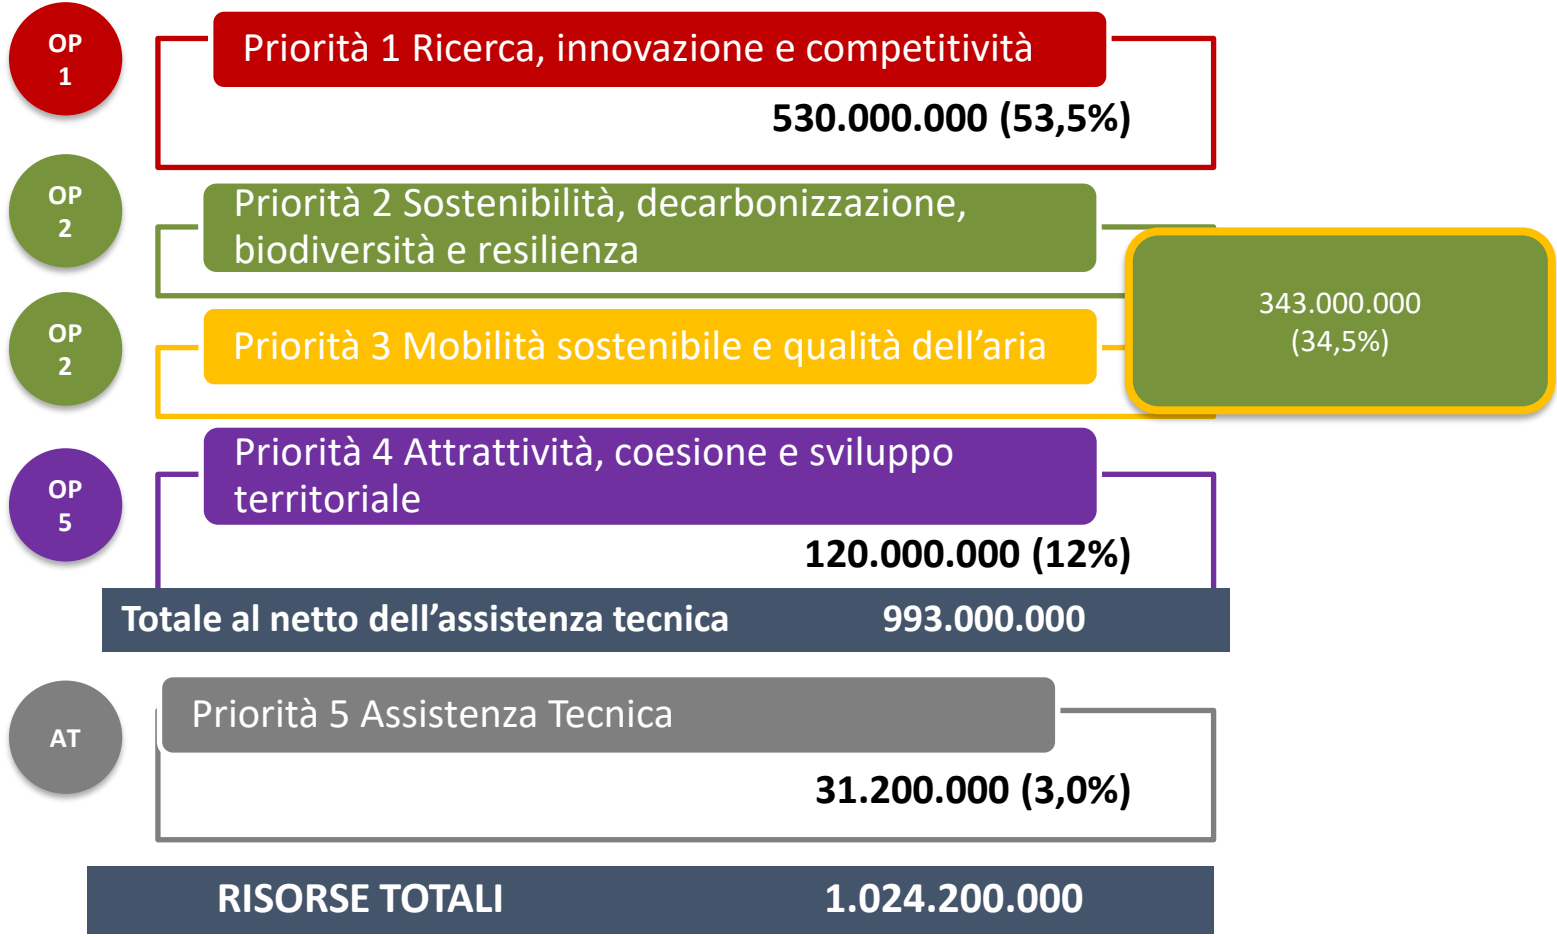 OP
1
Priorità 1 Ricerca, innovazione e competitività
530.000.000 (53,5%)
OP
2
Priorità 2 Sostenibilità, decarbonizzazione,
biodiversità e resilienza
343.000.000
(34,5%)
OP
2
Priorità 3 Mobilità sostenibile e qualità dell’aria
OP
5
Priorità 4 Attrattività, coesione e sviluppo
territoriale
120.000.000 (12%)
Totale al netto dell’assistenza tecnica 993.000.000
AT
Priorità 5 Assistenza Tecnica
31.200.000 (3,0%)
RISORSE TOTALI 1.024.200.000